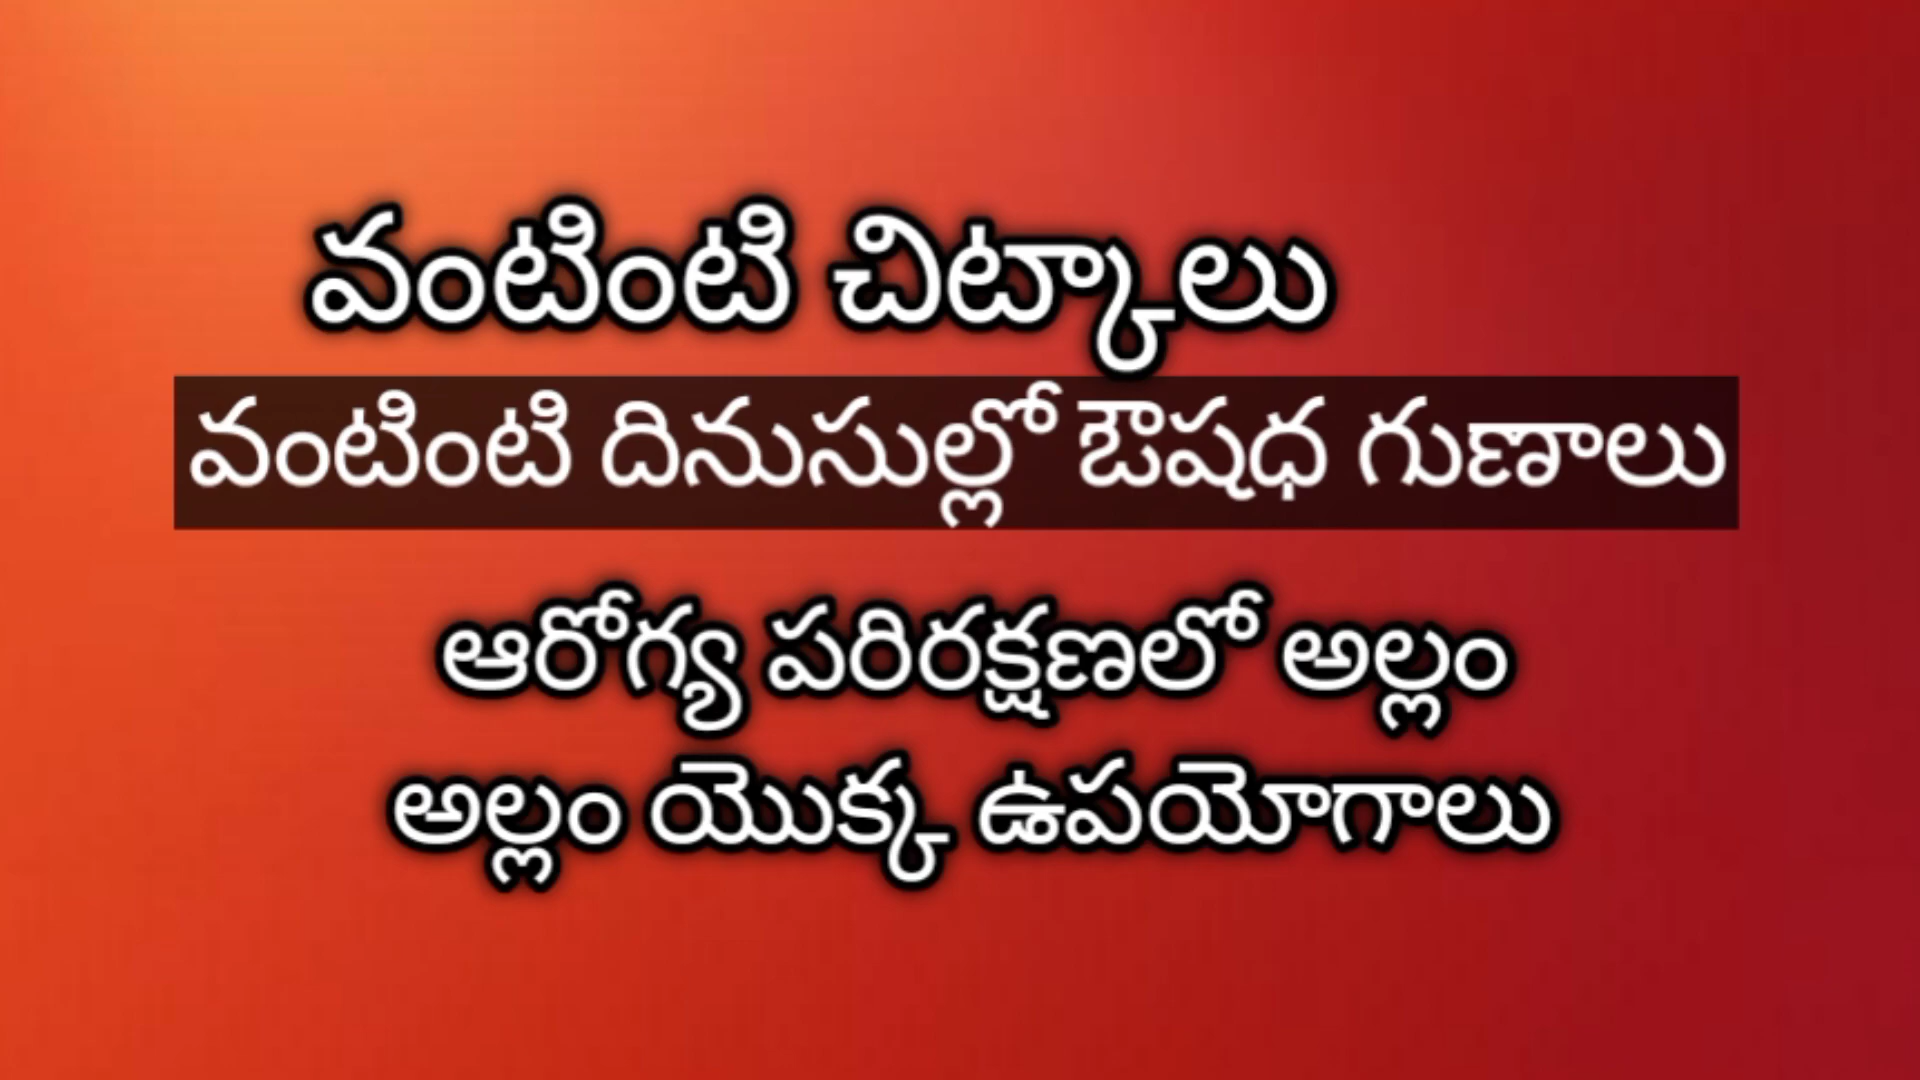 వంటింటి చిట్కాలు
వంటింటి దినుసుల్లో ఔషధ గుణాలు
ఆరోగ్య పరిరక్షణలో అల్లం
అల్లం యొక్క ఉపయోగాలు